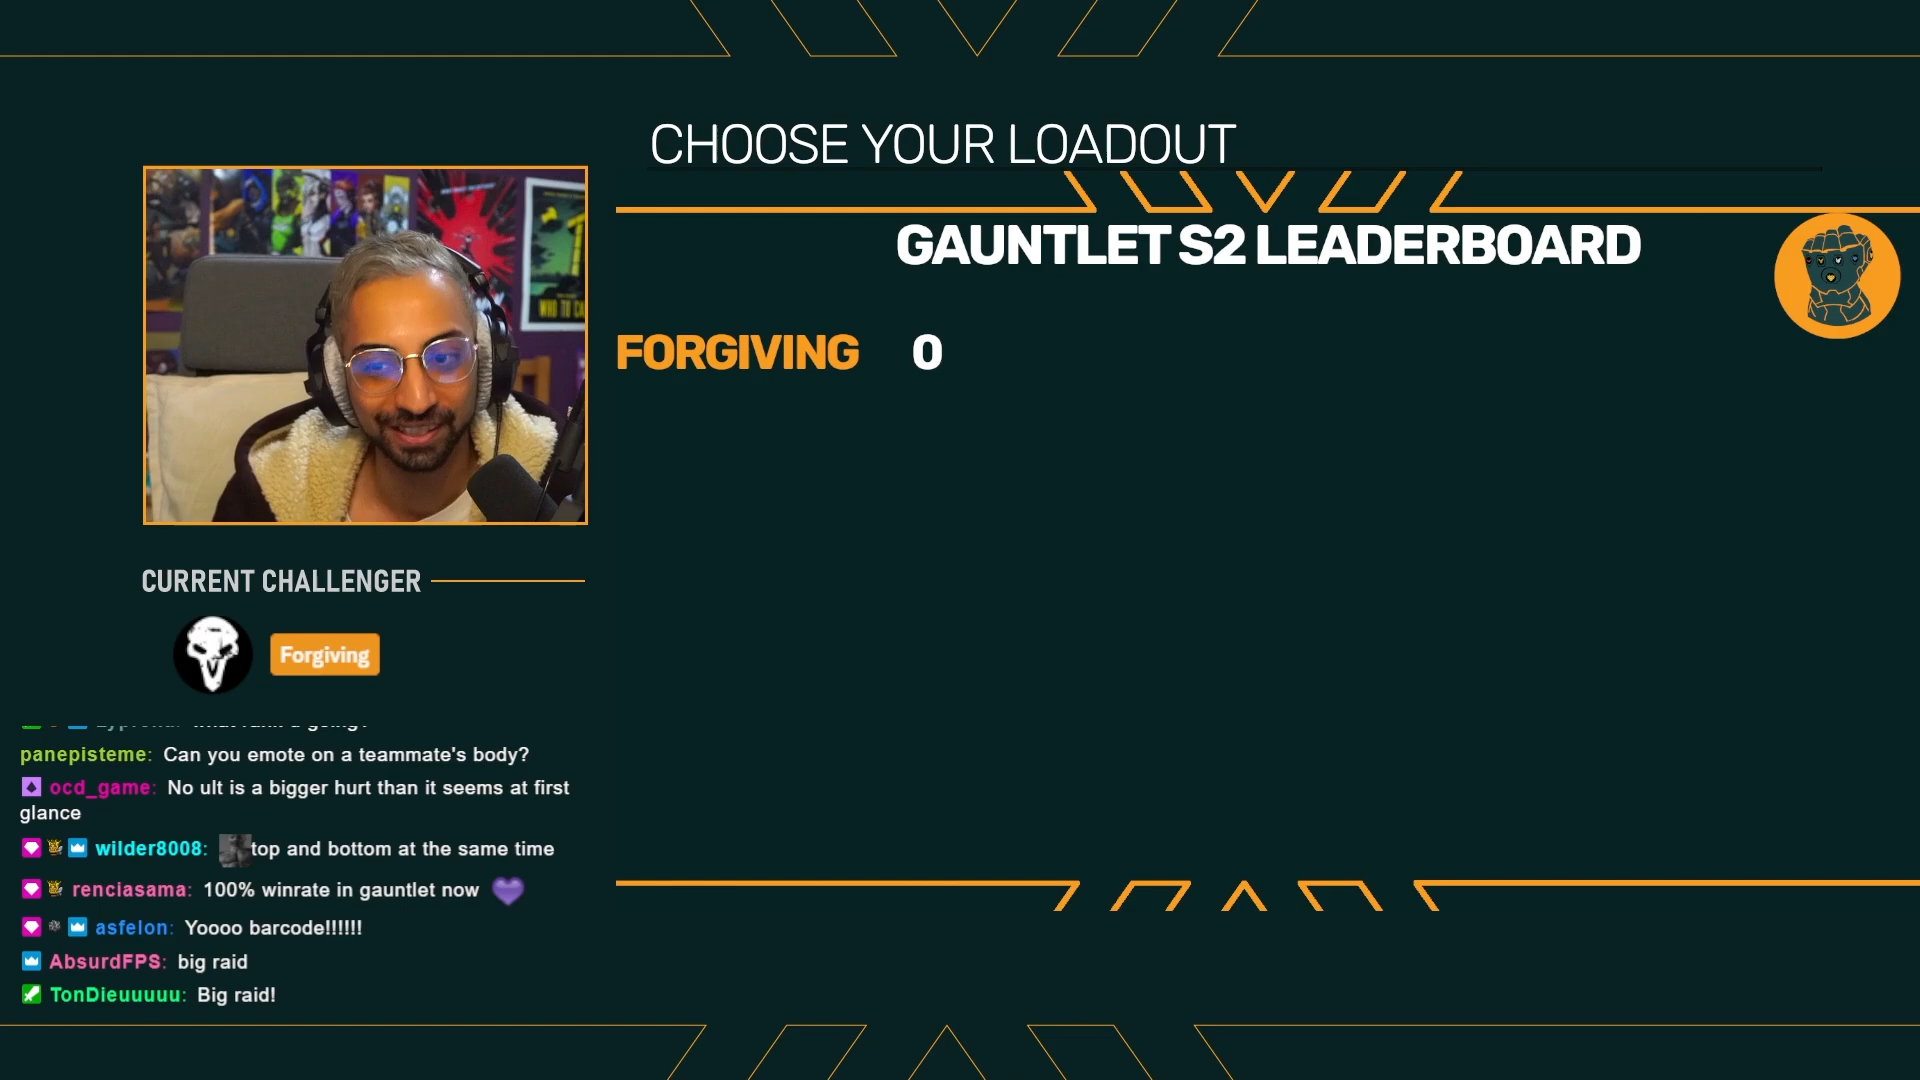 CHOOSE YOUR LOADOUT
GAUNTLET S2 LEADERBOARD
FORGIVING 0
CURRENT CHALLENGER
Forgiving
panepisteme: Can you emote on a teammate's body?
ocd_game: No ult is a bigger hurt than it seems at first
glance
wilder8008: top and bottom at the same time
renciasama: 100% winrate in gauntlet now
asfelon: Yoooo barcode!!!!!!
AbsurdFPS: big raid
TonDieuuuuu: Big raid!